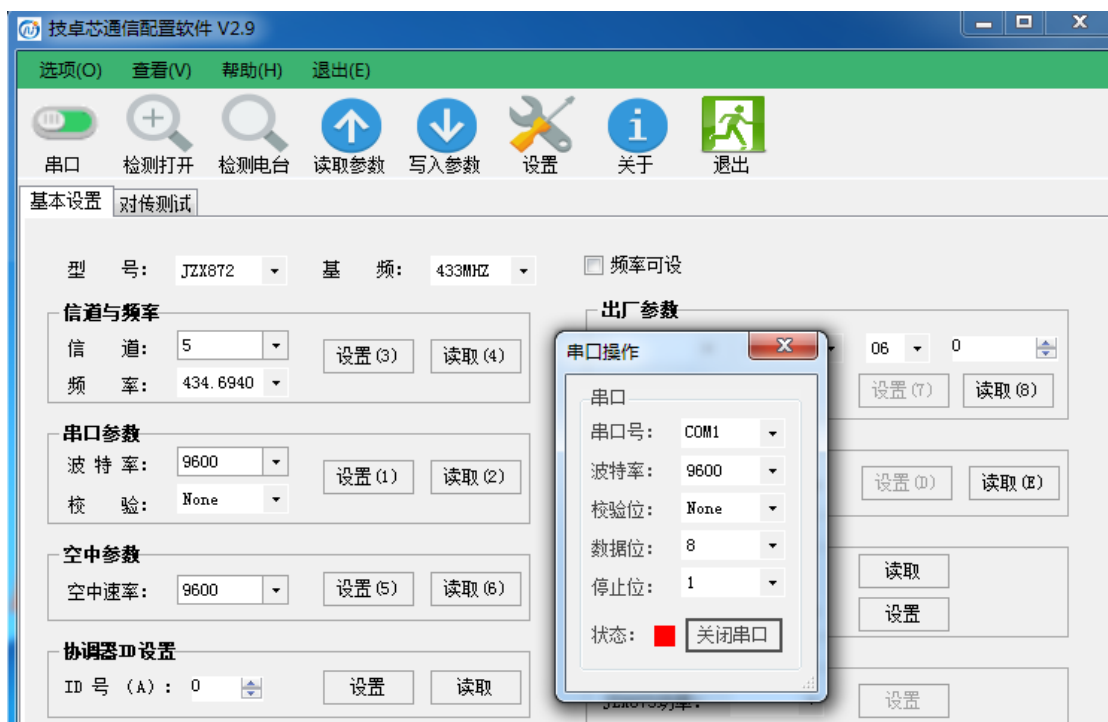 技卓芯通信配置软件 V2.9
选项(O) 查看(V) 帮助(H) 退出(E)
串口 检测打开 检测电台 读取参数 写入参数 设置 关于 退出
基本设置 对传测试
型 号: JZX872 基 频: 433MHZ 频率可设
信道与频率
信 道: 5 设置(3) 读取(4)
频 率: 434.6940
串口参数
波特率: 9600 设置(1) 读取(2)
校 验: None
空中参数
空中速率: 9600 设置(5) 读取(6)
协调器ID设置
ID号 (A): 0 设置 读取
出厂参数
06 0
设置(7) 读取(8)
设置(D) 读取(E)
读取
设置
设置
串口操作
串口
串口号: COM1
波特率: 9600
校验位: None
数据位: 8
停止位: 1
状态: 关闭串口